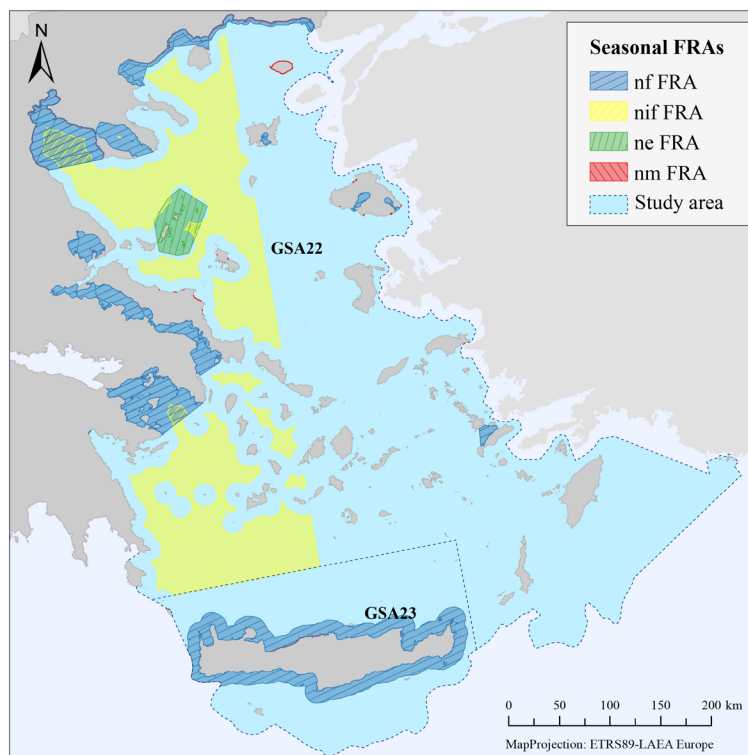 N
Seasonal FRAs
nf FRA
nif FRA
ne FRA
nm FRA
Study area
GSA22
GSA23
0 50 100 150 200 km
MapProjection: ETRS89-LAEA Europe